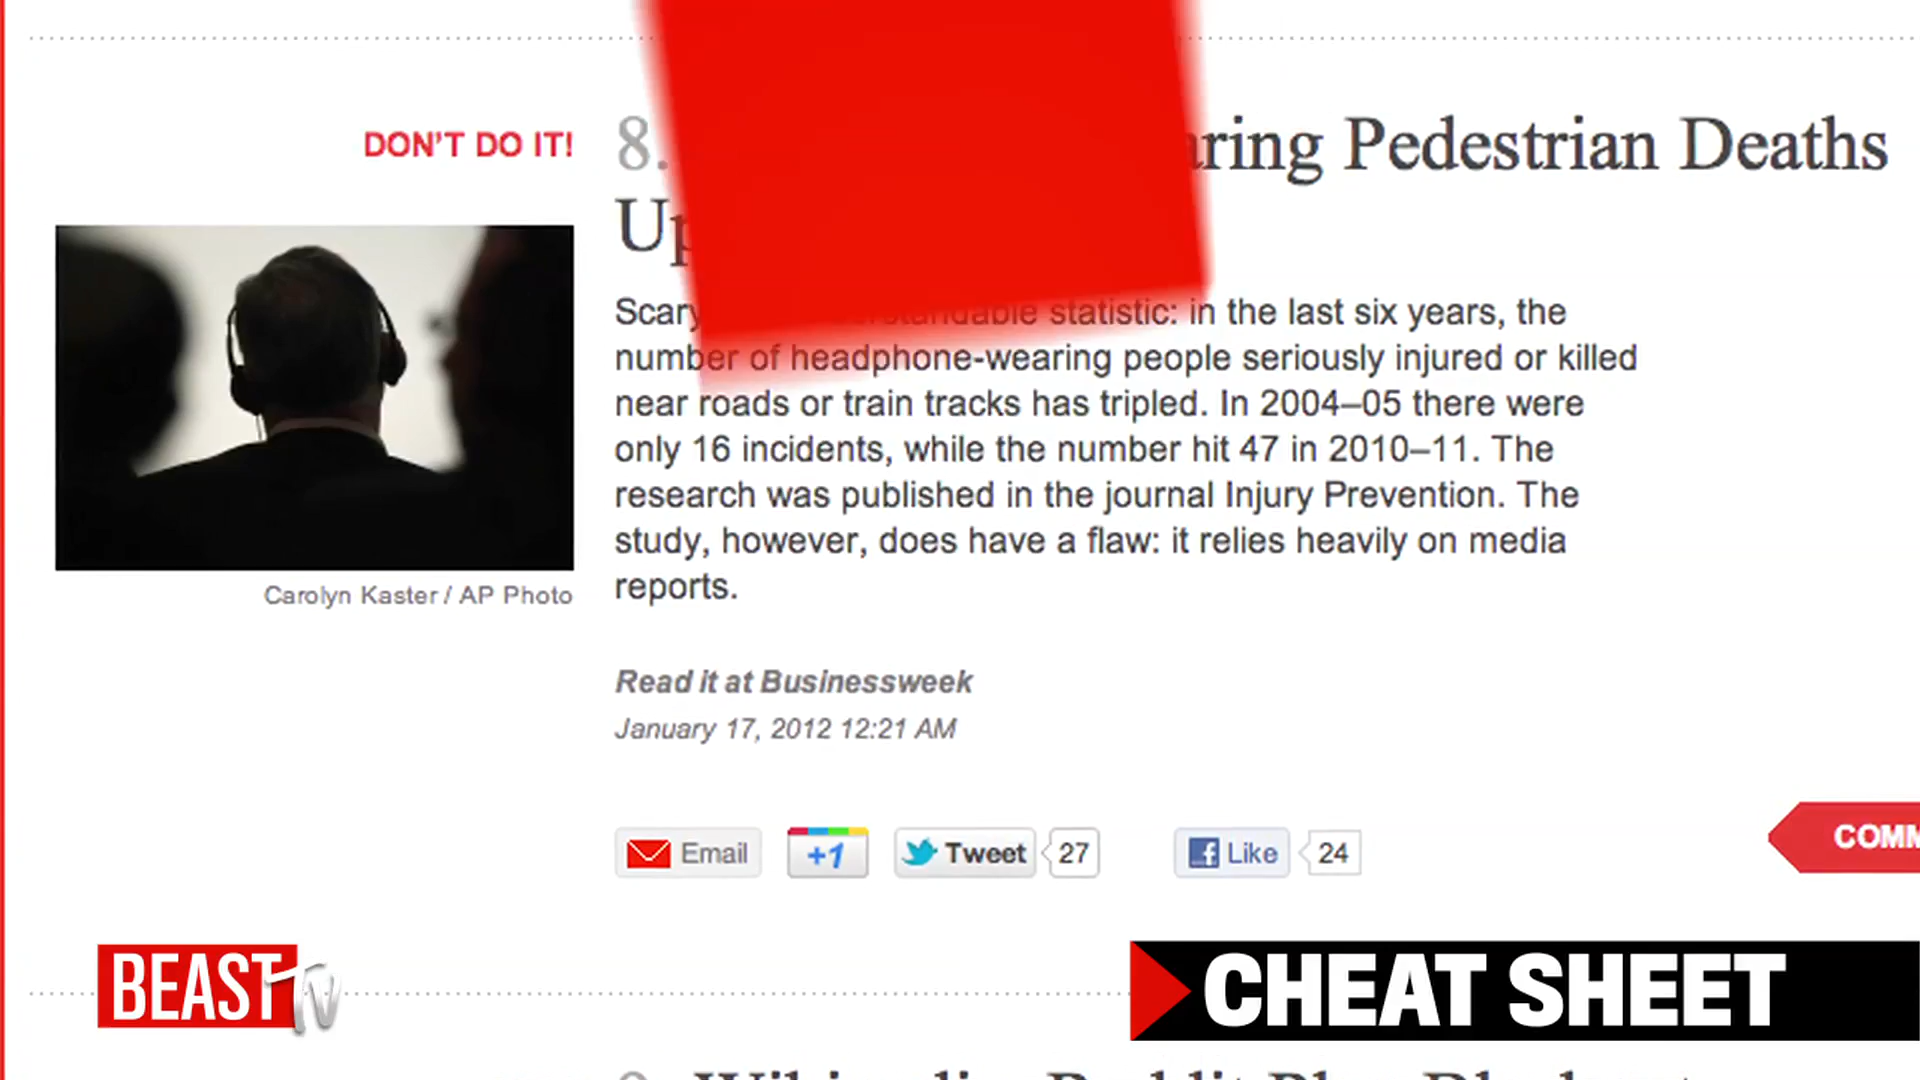 DON'T DO IT!
8. aring Pedestrian Deaths
Up
Scary statistic: in the last six years, the
number of headphone-wearing people seriously injured or killed
near roads or train tracks has tripled. In 2004–05 there were
only 16 incidents, while the number hit 47 in 2010–11. The
research was published in the journal Injury Prevention. The
study, however, does have a flaw: it relies heavily on media
reports.
Carolyn Kaster / AP Photo
Read it at Businessweek
January 17, 2012 12:21 AM
Email
+1
Tweet 27
Like 24
COMM
BEAST TV
CHEAT SHEET